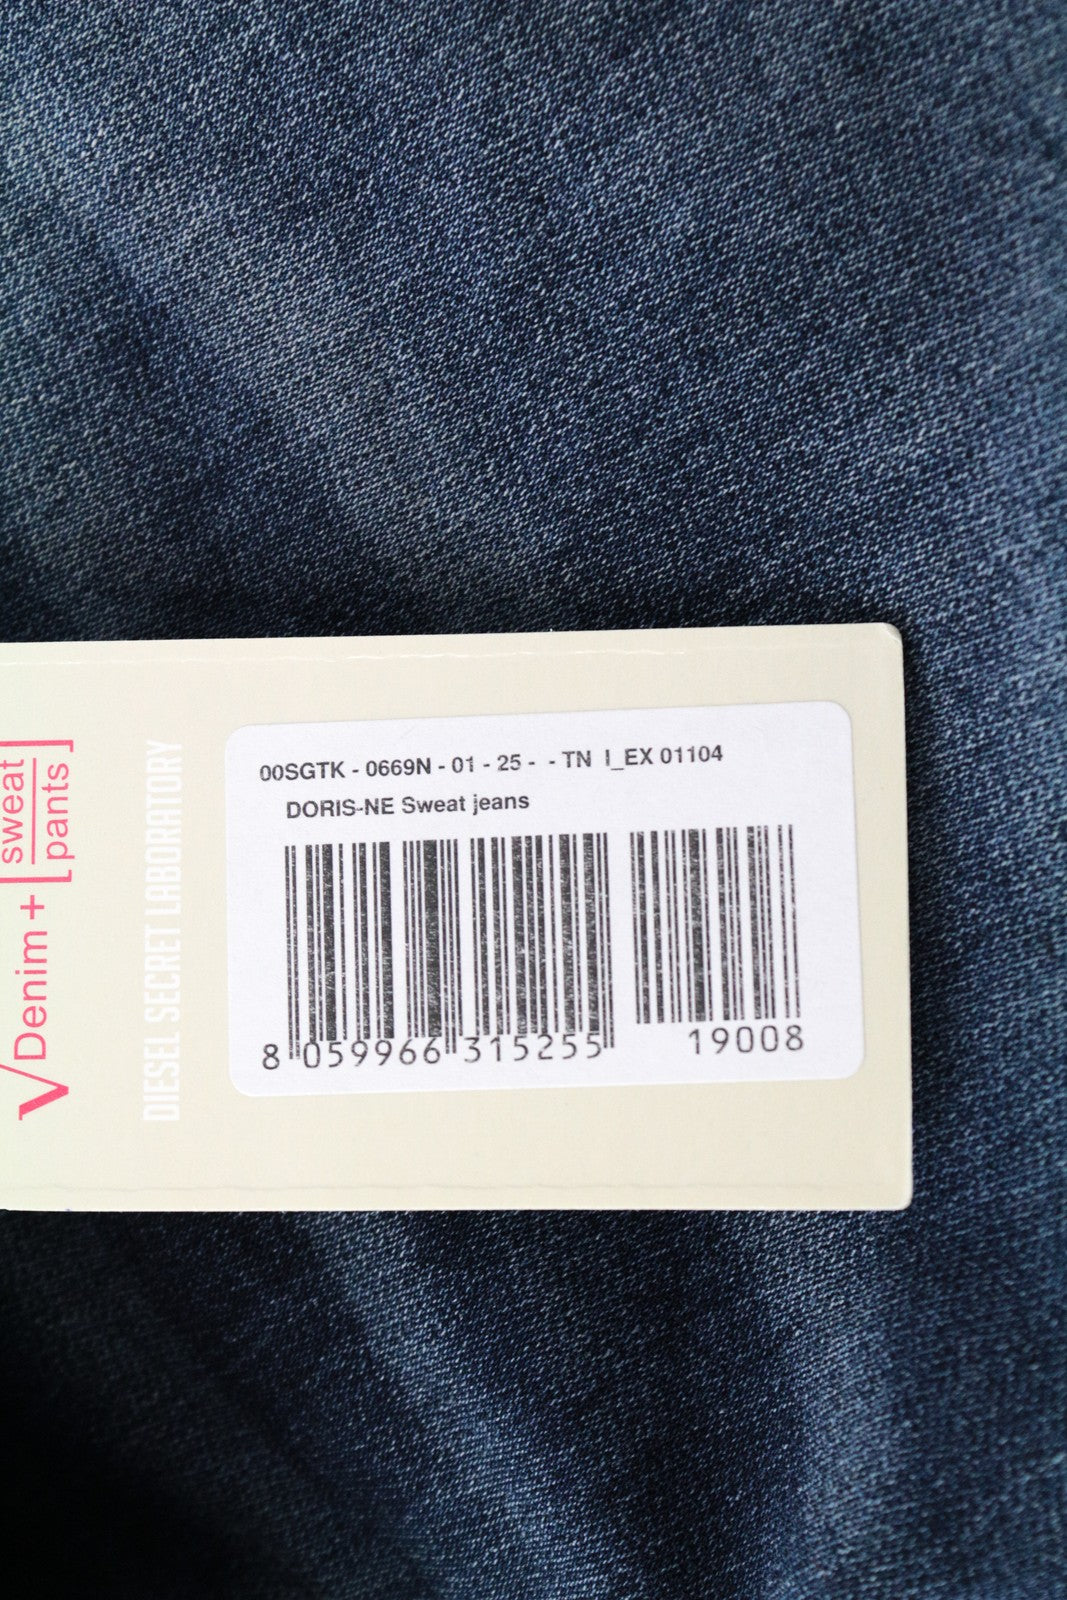 √Denim + [sweat
pants]
DIESEL SECRET LABORATORY
00SGTK - 0669N - 01 - 25 - - TN I_EX 01104
DORIS-NE Sweat jeans
8 059966 315255
19008